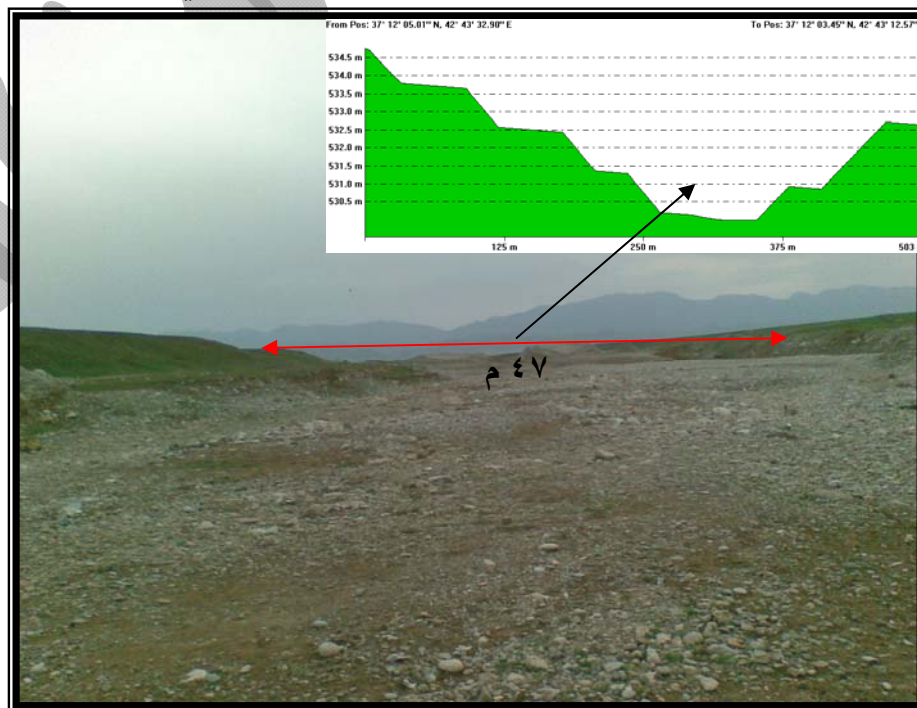 From Pos: 37° 12' 05.01" N, 42° 43' 32.90" E To Pos: 37° 12' 03.45" N, 42° 43' 12.57"
534.5 m
534.0 m
533.5 m
533.0 m
532.5 m
532.0 m
531.5 m
531.0 m
530.5 m
125 m 250 m 375 m 503
٤٧ م